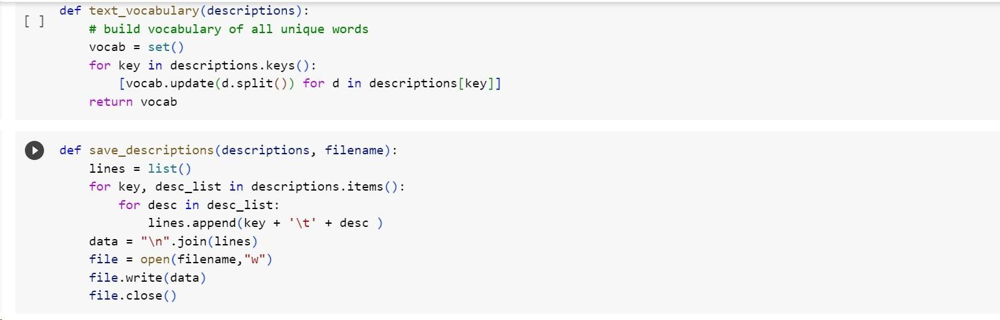 def text_vocabulary(descriptions):
[ ]
    # build vocabulary of all unique words
    vocab = set()
    for key in descriptions.keys():
        [vocab.update(d.split()) for d in descriptions[key]]
    return vocab
def save_descriptions(descriptions, filename):
    lines = list()
    for key, desc_list in descriptions.items():
        for desc in desc_list:
            lines.append(key + '\t' + desc )
    data = "\n".join(lines)
    file = open(filename,"w")
    file.write(data)
    file.close()